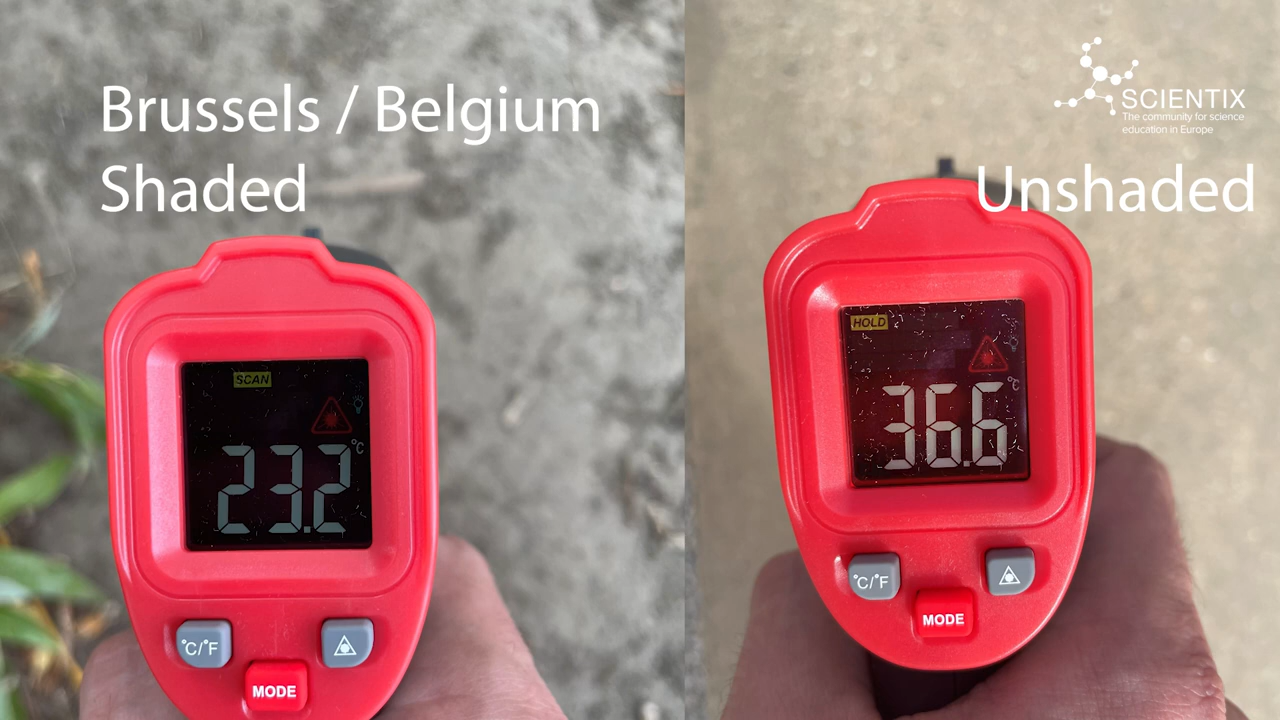 Brussels / Belgium
Shaded
SCAN
°C
23.2
°C/°F
MODE
SCIENTIX
The community for science
education in Europe
Unshaded
HOLD
°C
36.6
°C/°F
MODE